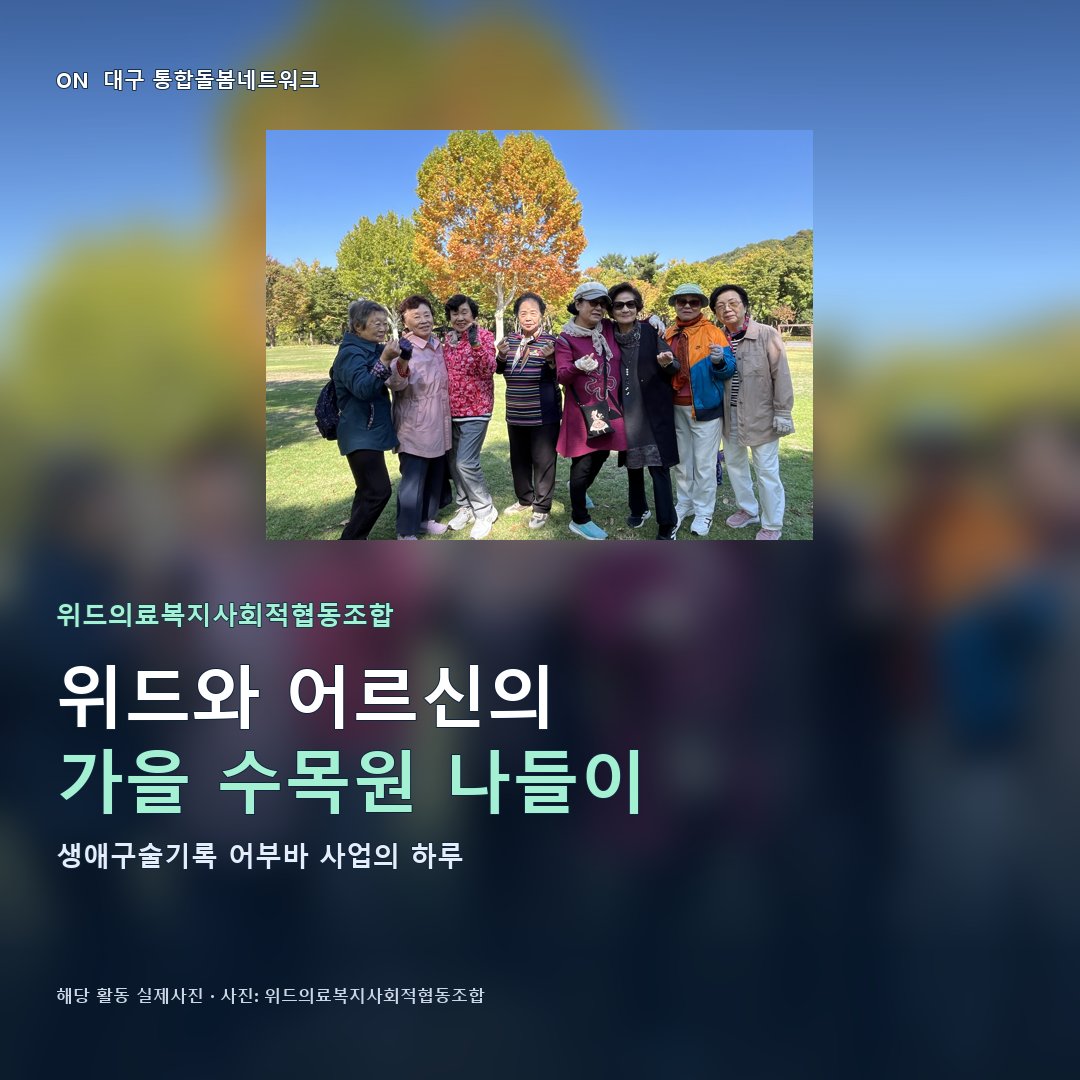 ON 대구 통합돌봄네트워크
위드의료복지사회적협동조합
위드와 어르신의
가을 수목원 나들이
생애구술기록 어부바 사업의 하루
해당 활동 실제사진 · 사진: 위드의료복지사회적협동조합